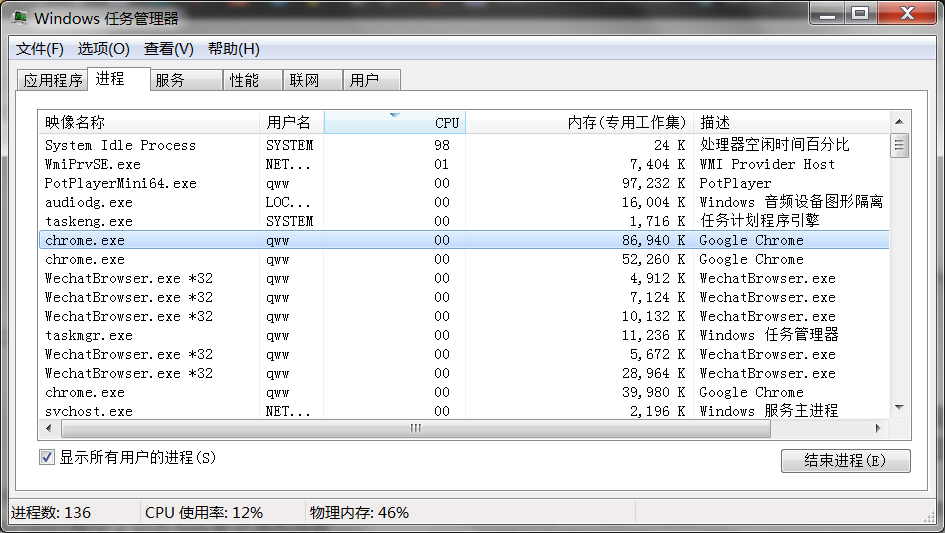 Windows 任务管理器
文件(F) 选项(O) 查看(V) 帮助(H)
应用程序 进程 服务 性能 联网 用户
映像名称 用户名 CPU 内存(专用工作集) 描述
System Idle Process SYSTEM 98 24 K 处理器空闲时间百分比
WmiPrvSE.exe NET... 01 7,404 K WMI Provider Host
PotPlayerMini64.exe qww 00 97,232 K PotPlayer
audiodg.exe LOC... 00 16,004 K Windows 音频设备图形隔离
taskeng.exe SYSTEM 00 1,716 K 任务计划程序引擎
chrome.exe qww 00 86,940 K Google Chrome
chrome.exe qww 00 52,260 K Google Chrome
WechatBrowser.exe *32 qww 00 4,912 K WechatBrowser.exe
WechatBrowser.exe *32 qww 00 7,124 K WechatBrowser.exe
WechatBrowser.exe *32 qww 00 10,132 K WechatBrowser.exe
taskmgr.exe qww 00 11,236 K Windows 任务管理器
WechatBrowser.exe *32 qww 00 5,672 K WechatBrowser.exe
WechatBrowser.exe *32 qww 00 28,964 K WechatBrowser.exe
chrome.exe qww 00 39,980 K Google Chrome
svchost.exe NET... 00 2,196 K Windows 服务主进程
显示所有用户的进程(S) 结束进程(E)
进程数: 136 CPU 使用率: 12% 物理内存: 46%